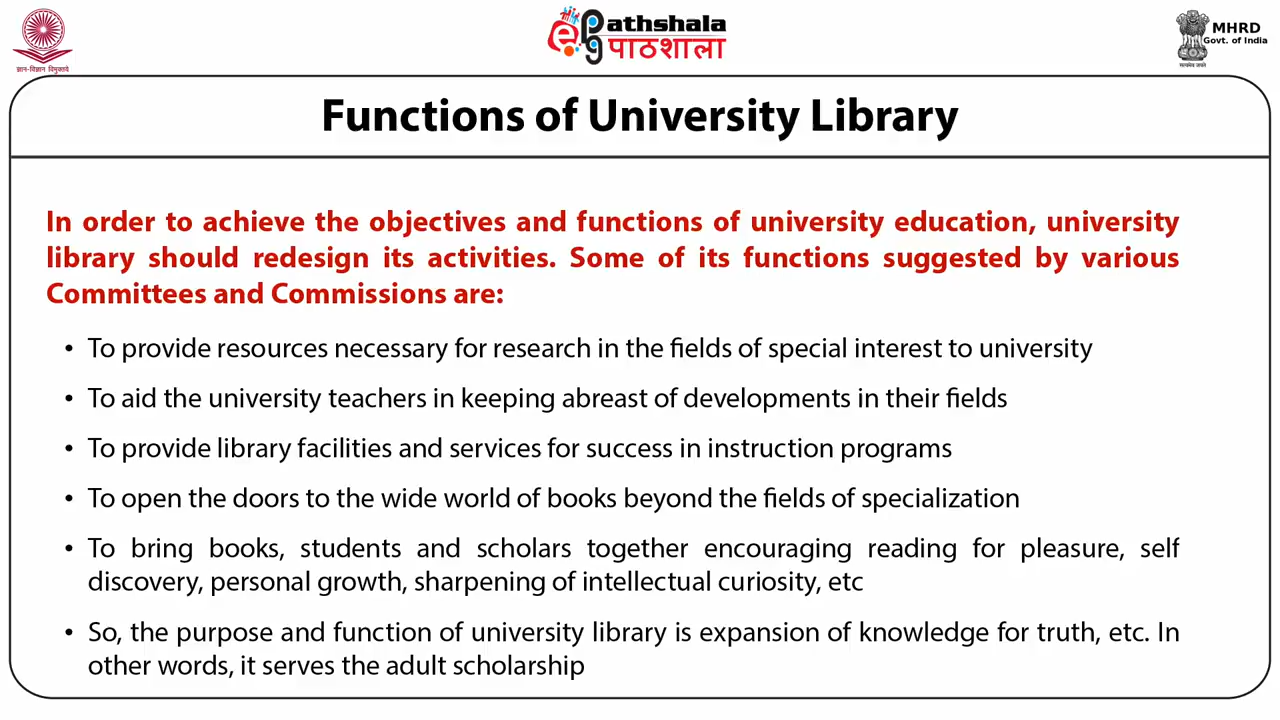 ज्ञान-विज्ञान विमुक्तये
ePathshala
पाठशाला
MHRD
Govt. of India
सत्यमेव जयते
Functions of University Library
In order to achieve the objectives and functions of university education, university
library should redesign its activities. Some of its functions suggested by various
Committees and Commissions are:
• To provide resources necessary for research in the fields of special interest to university
• To aid the university teachers in keeping abreast of developments in their fields
• To provide library facilities and services for success in instruction programs
• To open the doors to the wide world of books beyond the fields of specialization
• To bring books, students and scholars together encouraging reading for pleasure, self
discovery, personal growth, sharpening of intellectual curiosity, etc
• So, the purpose and function of university library is expansion of knowledge for truth, etc. In
other words, it serves the adult scholarship